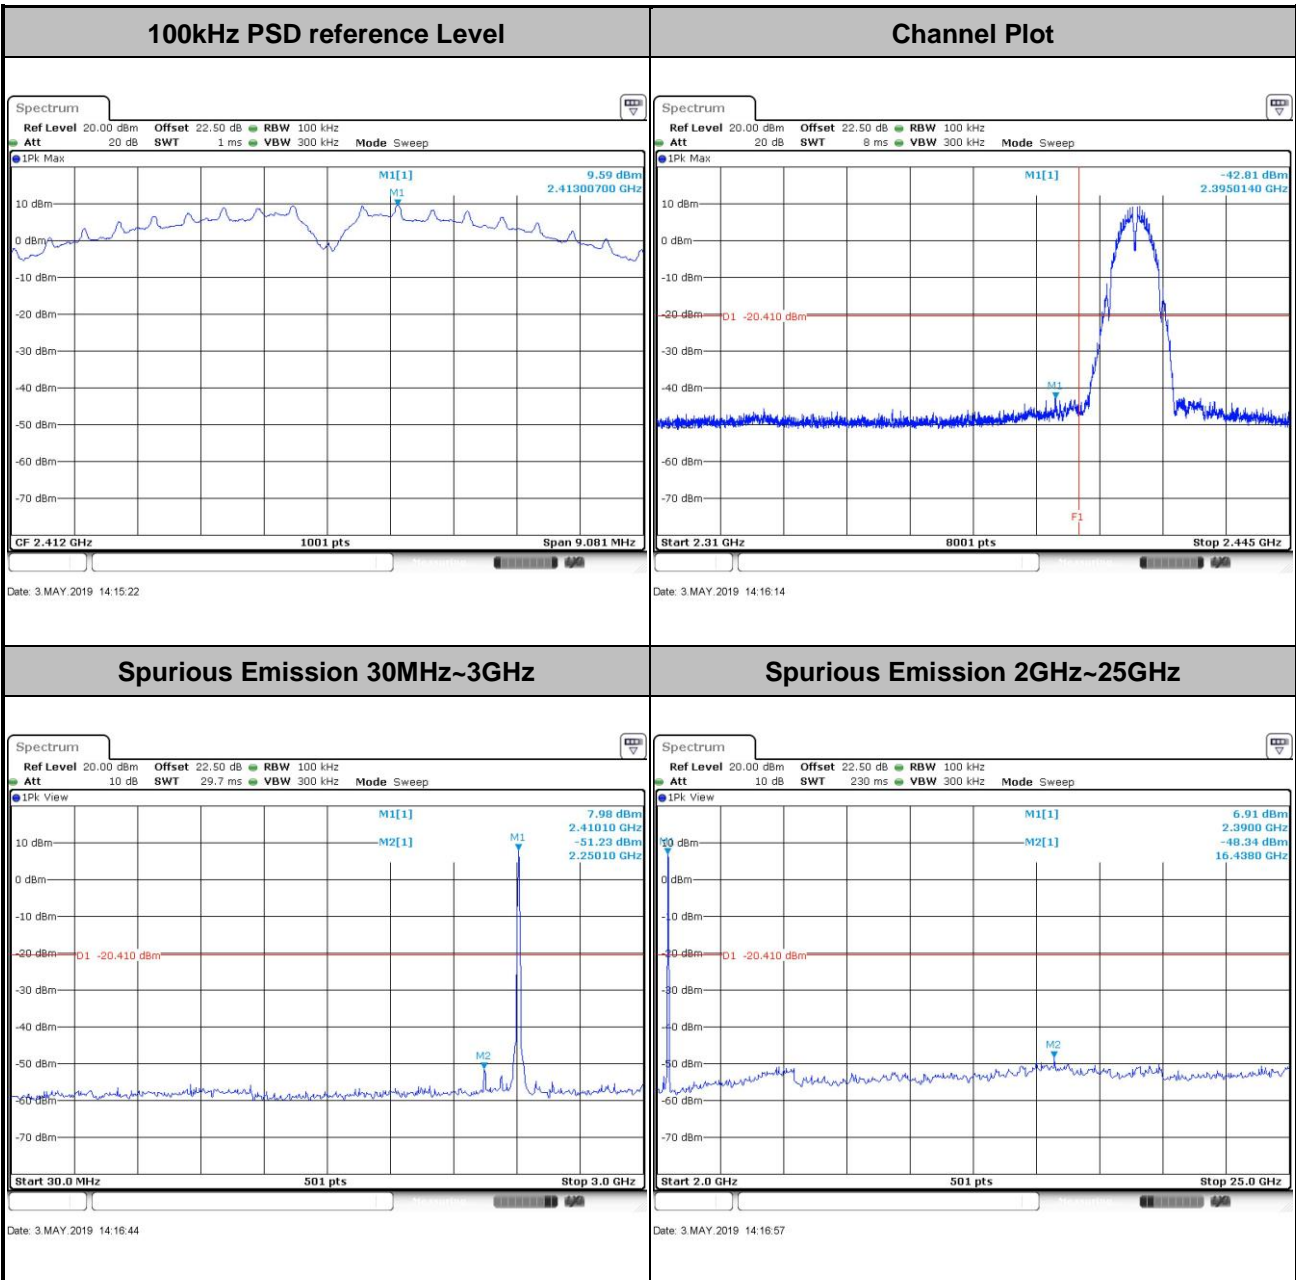 100kHz PSD reference Level
Channel Plot
Spectrum
Ref Level 20.00 dBm Offset 22.50 dB RBW 100 kHz
Att 20 dB SWT 1 ms VBW 300 kHz Mode Sweep
1Pk Max
M1[1] 9.59 dBm
2.41300700 GHz
M1
10 dBm
0 dBm
-10 dBm
-20 dBm
-30 dBm
-40 dBm
-50 dBm
-60 dBm
-70 dBm
CF 2.412 GHz 1001 pts Span 9.081 MHz
Date: 3.MAY.2019 14:15:22
Spectrum
Ref Level 20.00 dBm Offset 22.50 dB RBW 100 kHz
Att 20 dB SWT 8 ms VBW 300 kHz Mode Sweep
1Pk Max
M1[1] -42.81 dBm
2.3950140 GHz
10 dBm
0 dBm
-10 dBm
-20 dBm
D1 -20.410 dBm
-30 dBm
-40 dBm
M1
-50 dBm
-60 dBm
-70 dBm
F1
Start 2.31 GHz 8001 pts Stop 2.445 GHz
Measuring
Date: 3.MAY.2019 14:16:14
Spurious Emission 30MHz~3GHz
Spurious Emission 2GHz~25GHz
Spectrum
Ref Level 20.00 dBm Offset 22.50 dB RBW 100 kHz
Att 10 dB SWT 29.7 ms VBW 300 kHz Mode Sweep
1Pk View
M1[1] 7.98 dBm
2.41010 GHz
M2[1] -51.23 dBm
2.25010 GHz
M1
10 dBm
0 dBm
-10 dBm
-20 dBm
D1 -20.410 dBm
-30 dBm
-40 dBm
-50 dBm
M2
-60 dBm
-70 dBm
Start 30.0 MHz 501 pts Stop 3.0 GHz
Date: 3.MAY.2019 14:16:44
Spectrum
Ref Level 20.00 dBm Offset 22.50 dB RBW 100 kHz
Att 10 dB SWT 230 ms VBW 300 kHz Mode Sweep
1Pk View
M1[1] 6.91 dBm
2.3900 GHz
M2[1] -48.34 dBm
16.4380 GHz
10 dBm
0 dBm
-10 dBm
-20 dBm
D1 -20.410 dBm
-30 dBm
-40 dBm
M2
-50 dBm
-60 dBm
-70 dBm
Start 2.0 GHz 501 pts Stop 25.0 GHz
Date: 3.MAY.2019 14:16:57